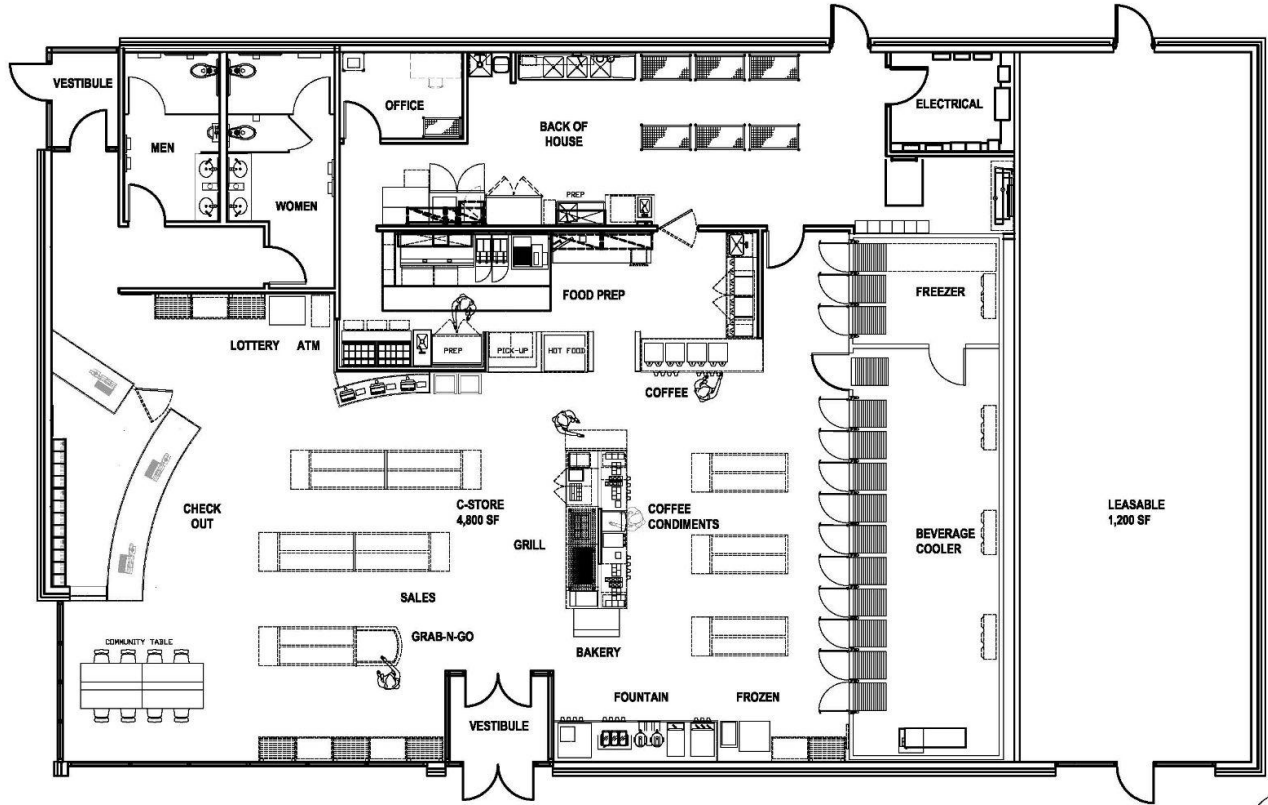 VESTIBULE
MEN
WOMEN
OFFICE
BACK OF
HOUSE
ELECTRICAL
PREP
FOOD PREP
FREEZER
LOTTERY
ATM
PREP
PICK-UP
HOT FOOD
COFFEE
CHECK
OUT
C-STORE
4,800 SF
GRILL
COFFEE
CONDIMENTS
BEVERAGE
COOLER
LEASABLE
1,200 SF
SALES
GRAB-N-GO
COMMUNITY TABLE
BAKERY
VESTIBULE
FOUNTAIN
FROZEN